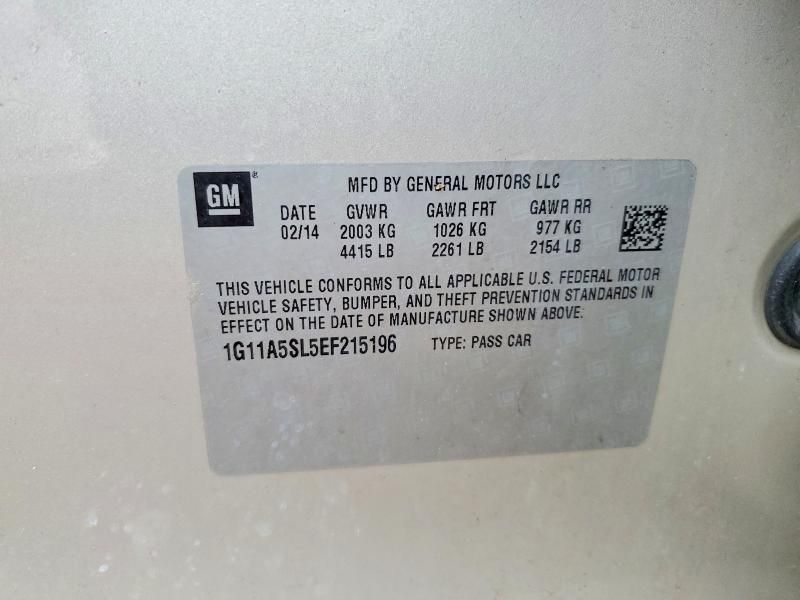 GM ® MFD BY GENERAL MOTORS LLC
DATE GVWR GAWR FRT GAWR RR
02/14 2003 KG 1026 KG 977 KG
4415 LB 2261 LB 2154 LB
THIS VEHICLE CONFORMS TO ALL APPLICABLE U.S. FEDERAL MOTOR
VEHICLE SAFETY, BUMPER, AND THEFT PREVENTION STANDARDS IN
EFFECT ON THE DATE OF MANUFACTURE SHOWN ABOVE.
1G11A5SL5EF215196 TYPE: PASS CAR